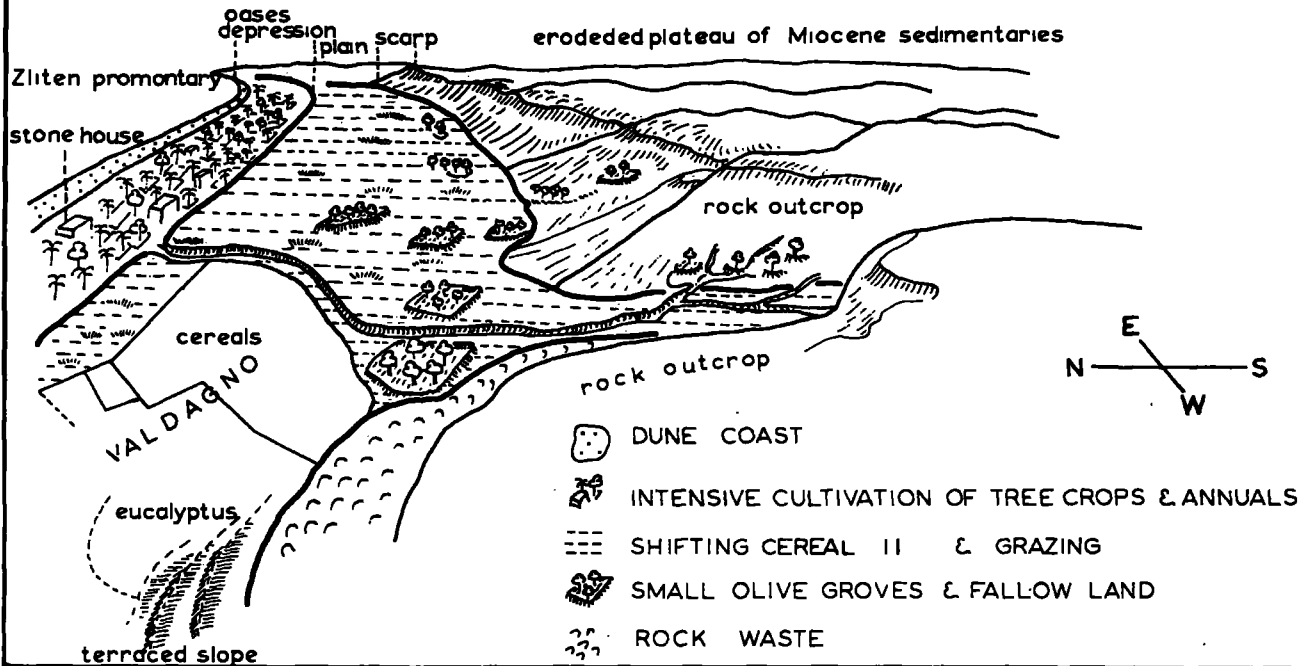 oases
depression
plain
scarp
erodeded plateau of Miocene sedimentaries
Zliten promontary
stone house
rock outcrop
cereals
VALDAGNO
rock outcrop
E
N S
W
eucalyptus
terraced slope
DUNE COAST
INTENSIVE CULTIVATION OF TREE CROPS & ANNUALS
SHIFTING CEREAL II & GRAZING
SMALL OLIVE GROVES & FALLOW LAND
ROCK WASTE